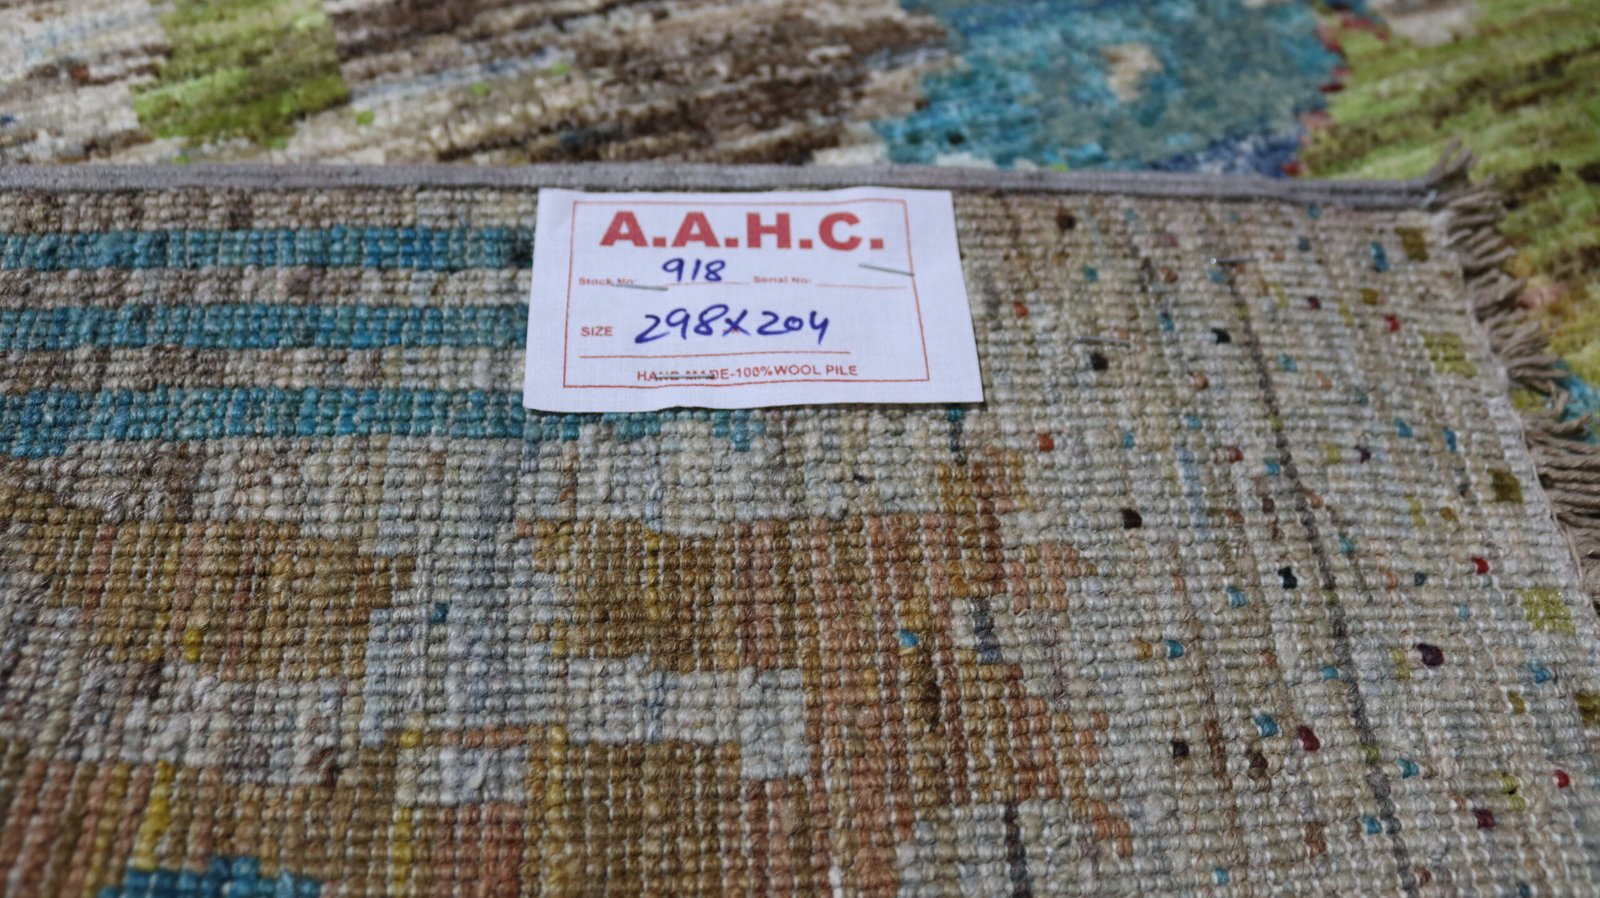 A.A.H.C.
Stock No: 918 Serial No:
SIZE 298X204
HAND MADE-100%WOOL PILE